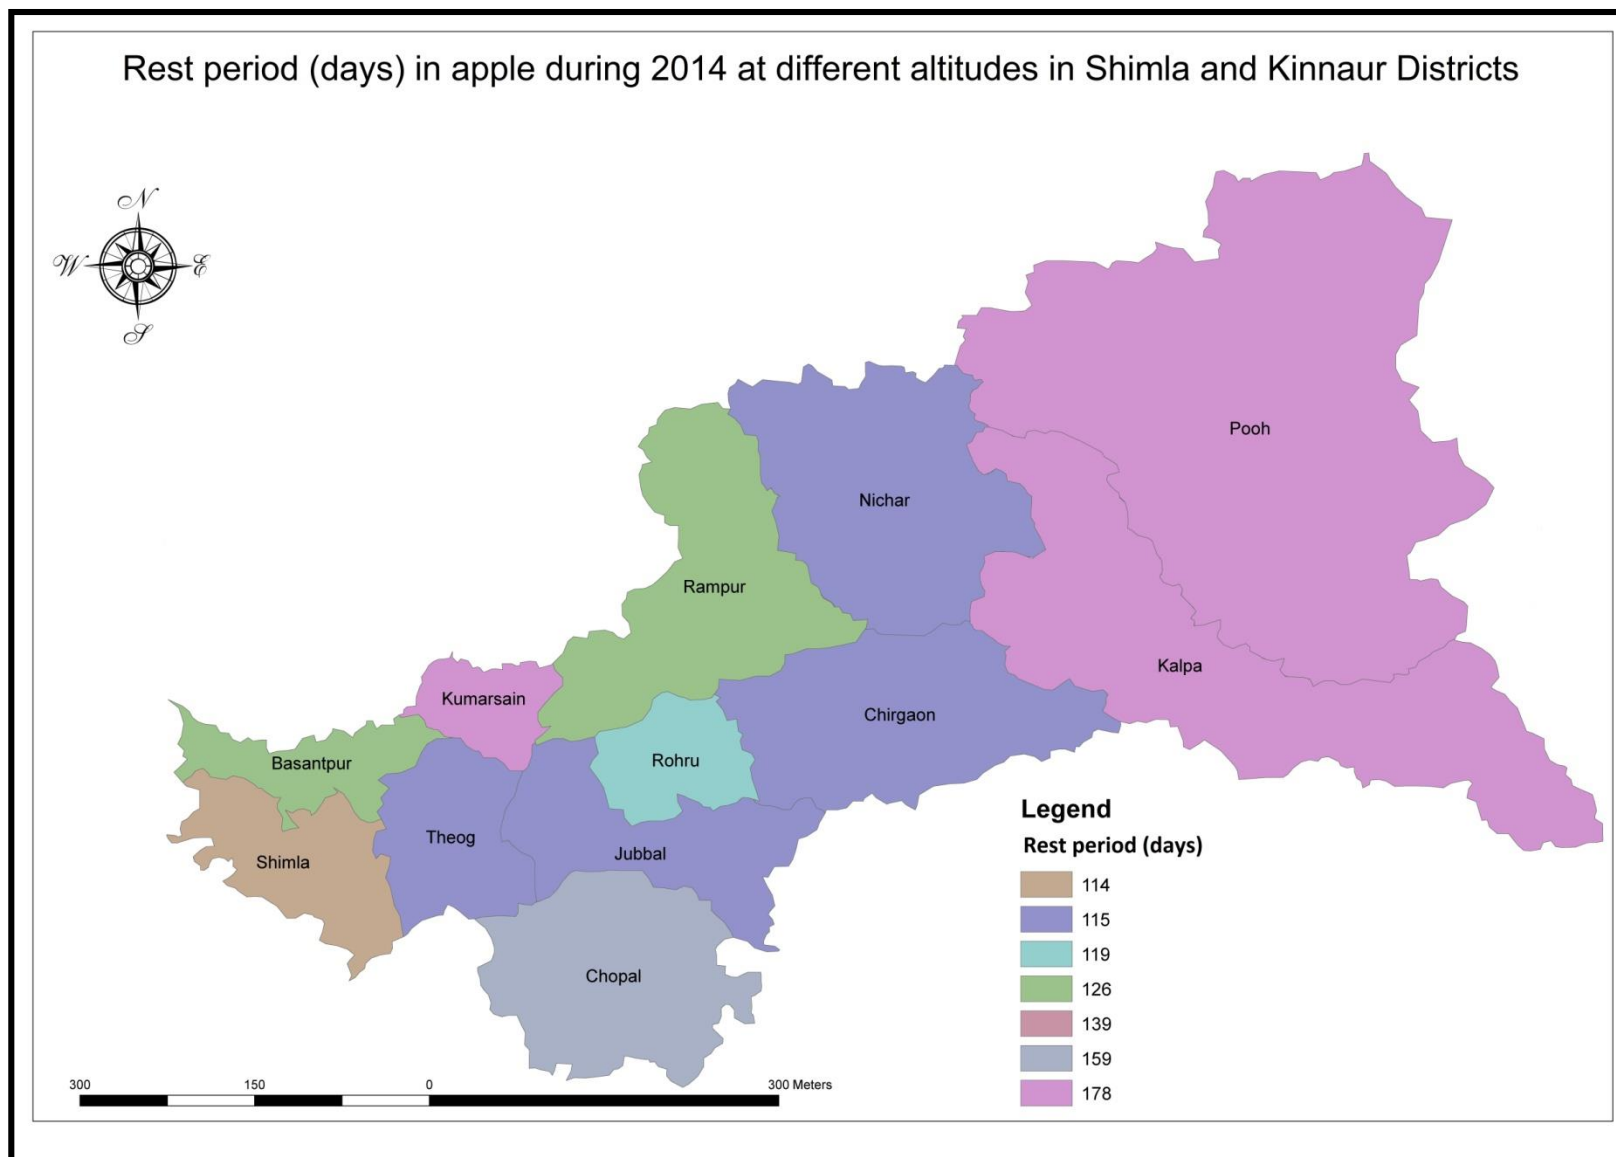 Rest period (days) in apple during 2014 at different altitudes in Shimla and Kinnaur Districts
N
W E
S
Pooh
Nichar
Rampur
Kalpa
Kumarsain
Chirgaon
Basantpur
Rohru
Theog
Jubbal
Shimla
Chopal
Legend
Rest period (days)
114
115
119
126
139
159
178
300 150 0 300 Meters